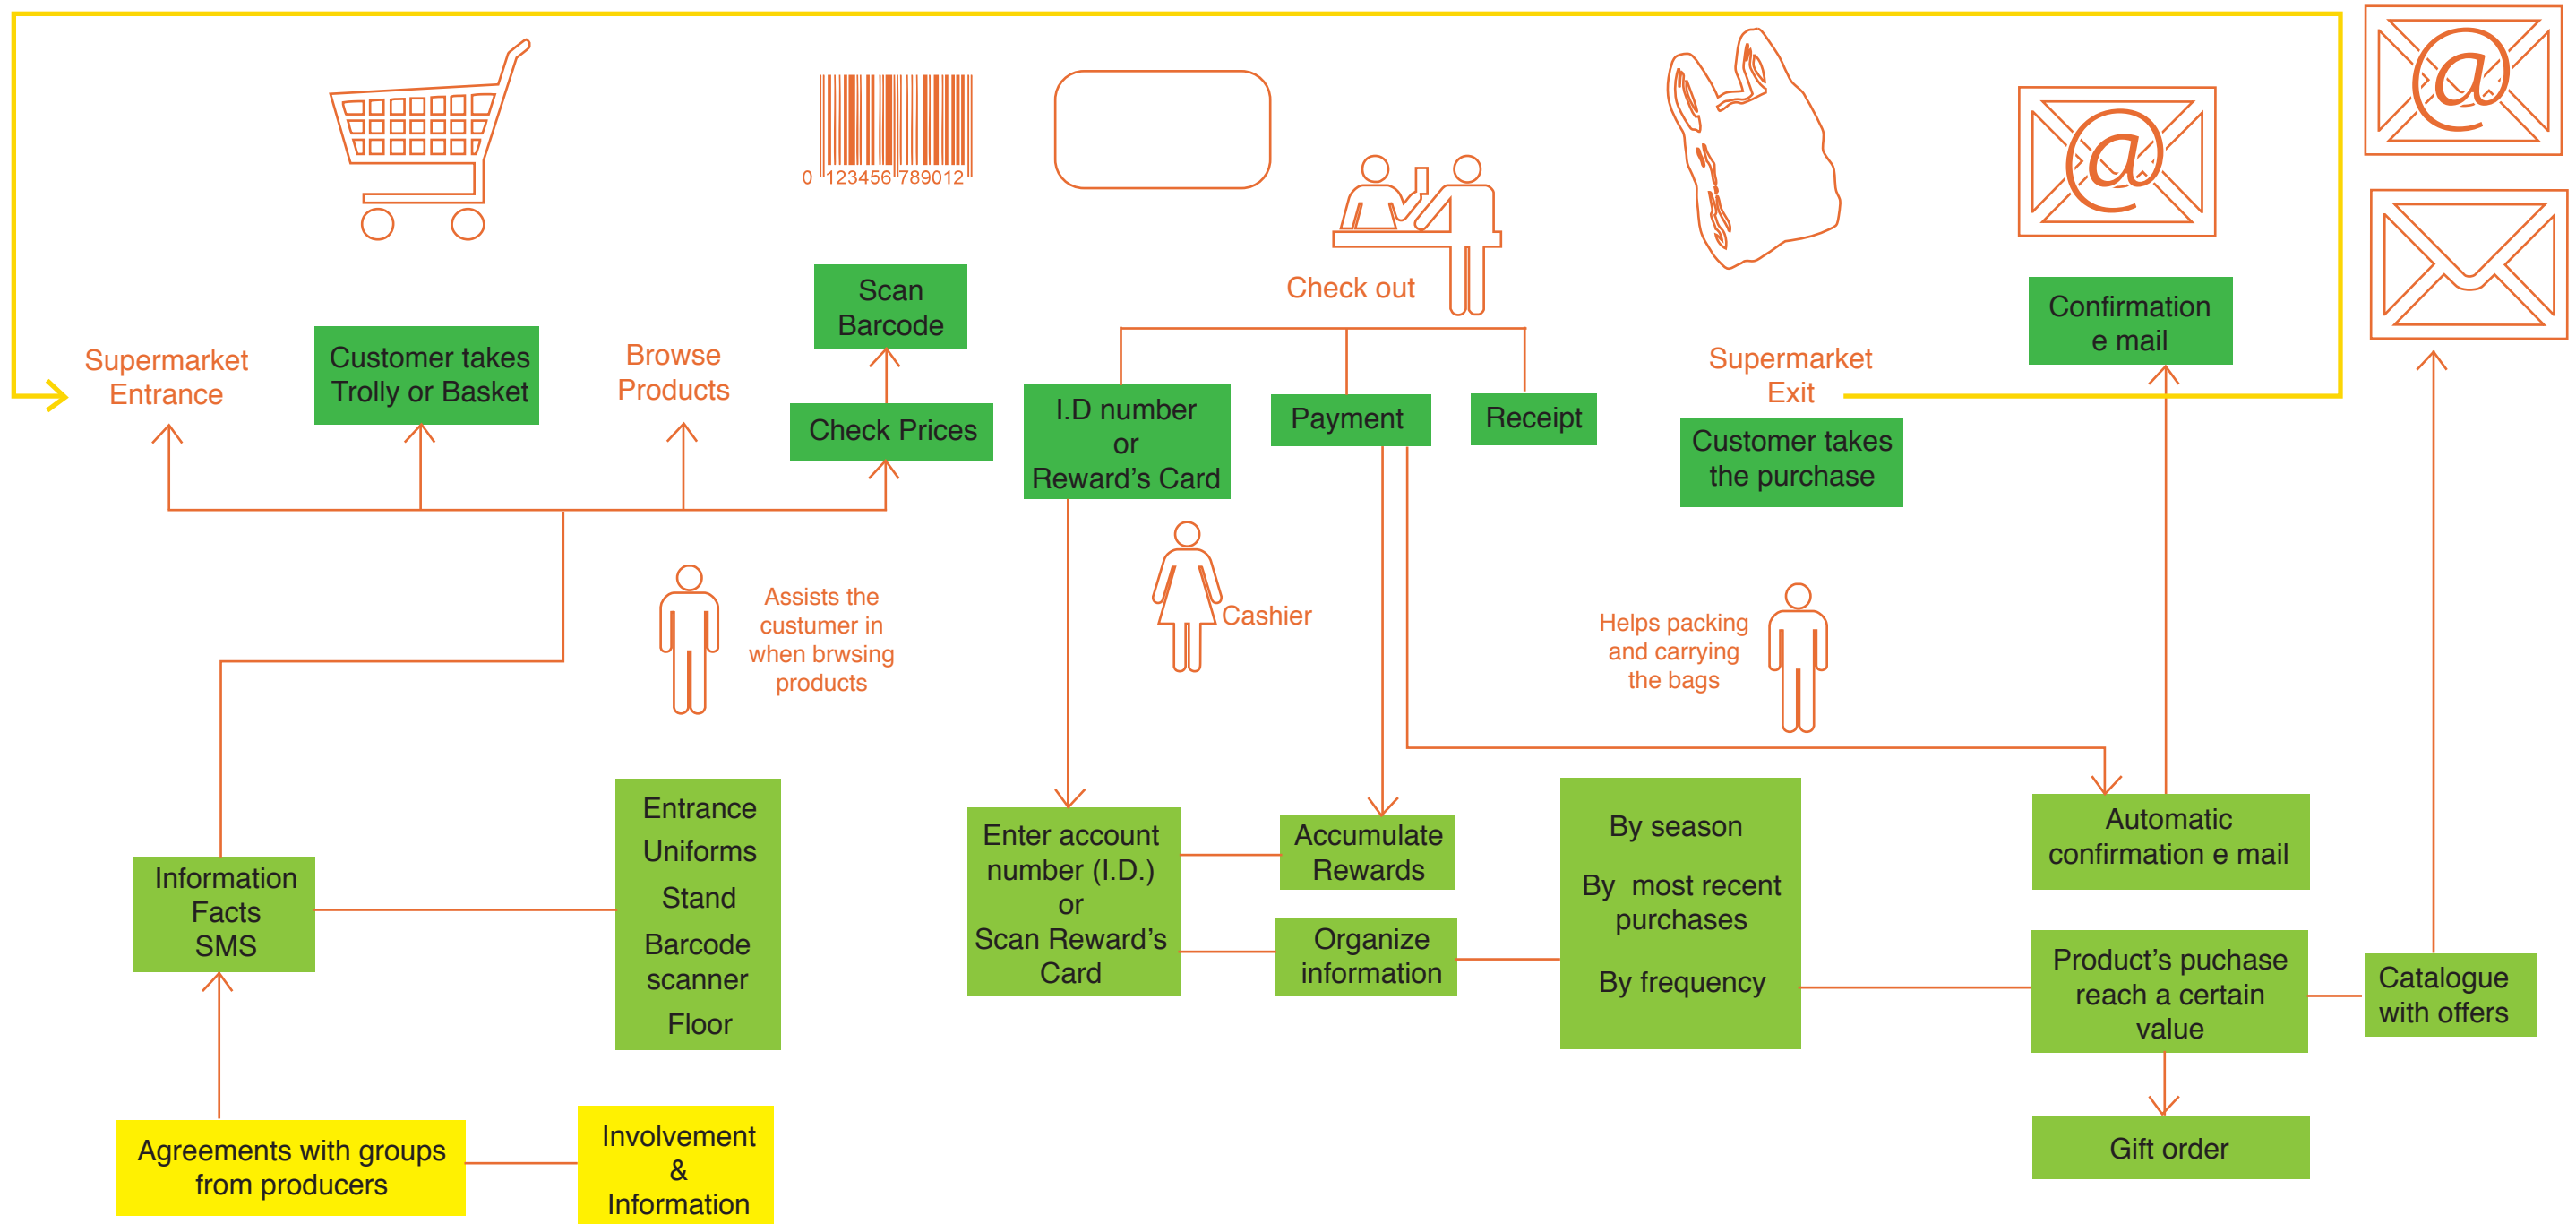 0 123456 789012
Scan
Barcode
Check out
Confirmation
e mail
Supermarket
Entrance
Customer takes
Trolly or Basket
Browse
Products
Check Prices
I.D number
or
Reward's Card
Payment
Receipt
Supermarket
Exit
Customer takes
the purchase
Assists the
custumer in
when brwsing
products
Cashier
Helps packing
and carrying
the bags
Information
Facts
SMS
Entrance
Uniforms
Stand
Barcode
scanner
Floor
Enter account
number (I.D.)
or
Scan Reward's
Card
Accumulate
Rewards
Organize
information
By season
By most recent
purchases
By frequency
Automatic
confirmation e mail
Product's puchase
reach a certain
value
Catalogue
with offers
Gift order
Agreements with groups
from producers
Involvement
&
Information
@
@